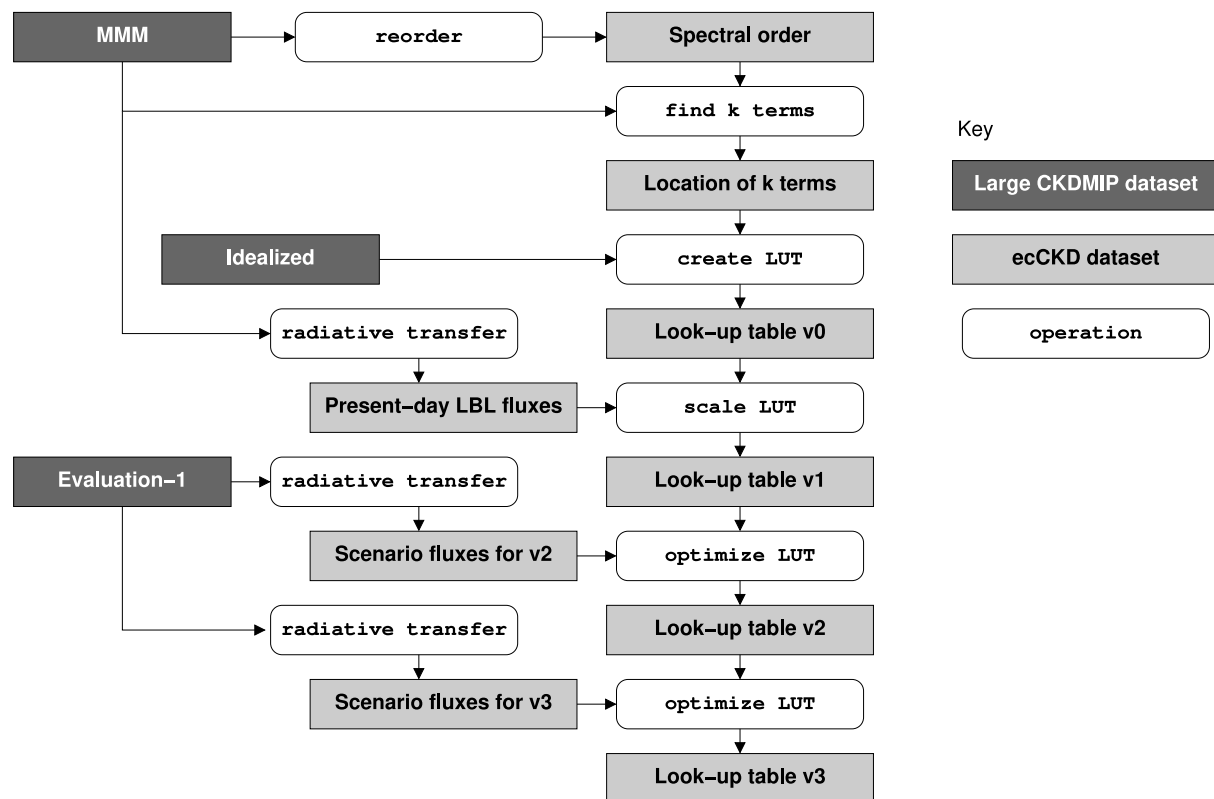 MMM
reorder
Spectral order
find k terms
Key
Location of k terms
Large CKDMIP dataset
Idealized
create LUT
ecCKD dataset
radiative transfer
Look–up table v0
operation
Present–day LBL fluxes
scale LUT
Evaluation–1
radiative transfer
Look–up table v1
Scenario fluxes for v2
optimize LUT
radiative transfer
Look–up table v2
Scenario fluxes for v3
optimize LUT
Look–up table v3